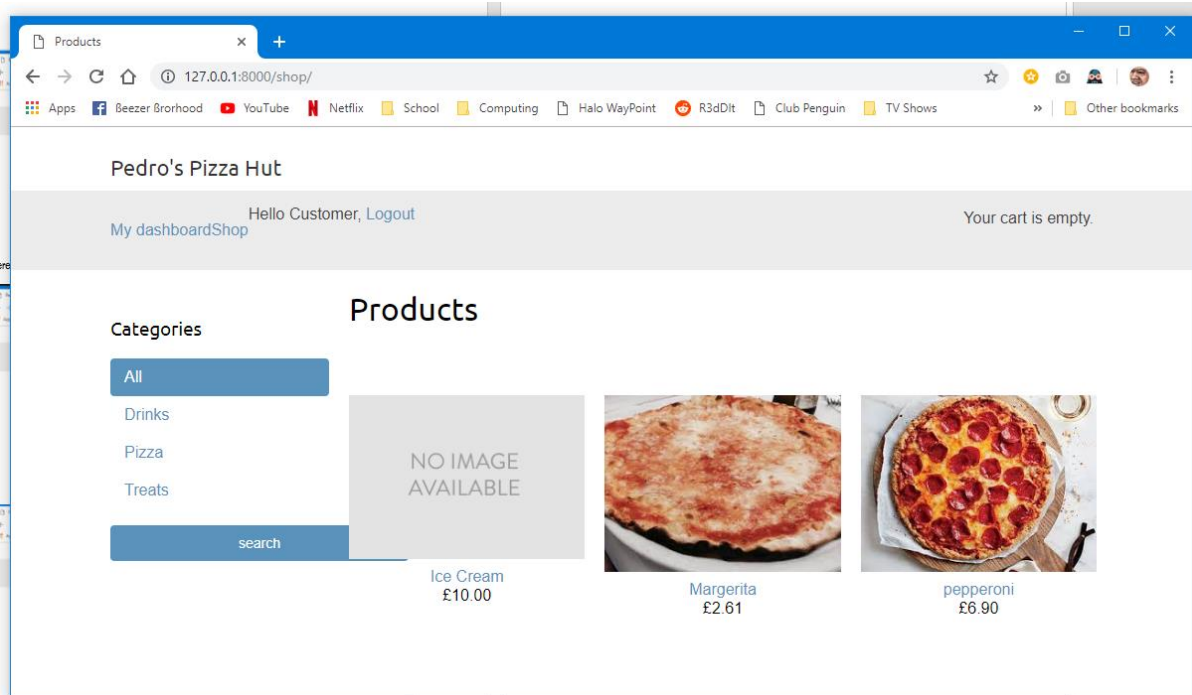 Products
127.0.0.1:8000/shop/
Apps ßeezer ßrorhood YouTube Netflix School Computing Halo WayPoint R3dDIt Club Penguin TV Shows » Other bookmarks
Pedro's Pizza Hut
Hello Customer, Logout
My dashboardShop
Your cart is empty.
Products
Categories
All
Drinks
Pizza
Treats
search
NO IMAGE
AVAILABLE
Ice Cream
£10.00
Margerita
£2.61
pepperoni
£6.90